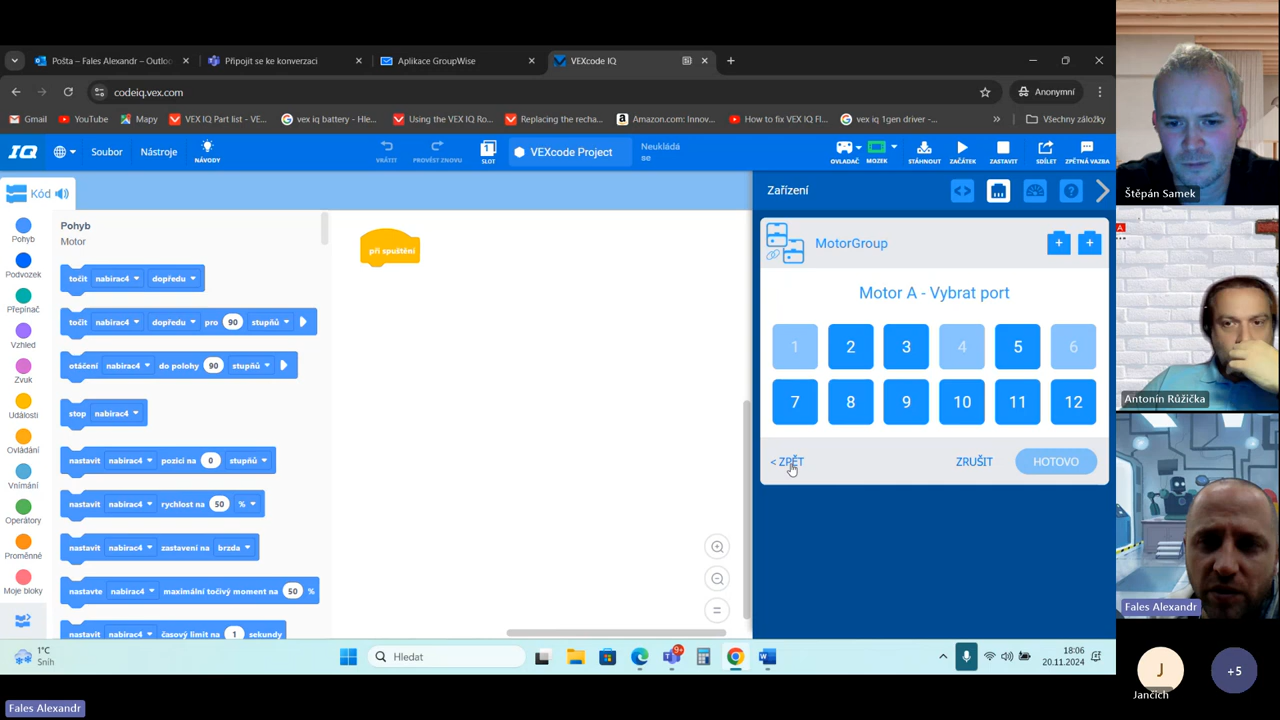 Pošta – Fales Alexandr – Outloo
Připojit se ke konverzaci
Aplikace GroupWise
VEXcode IQ
codeiq.vex.com
Anonymní
Gmail
YouTube
Mapy
VEX IQ Part list - VE...
vex iq battery - Hle...
Using the VEX IQ Ro...
Replacing the recha...
Amazon.com: Innov...
How to fix VEX IQ Fl...
vex iq 1gen driver -...
Všechny záložky
IQ
Soubor
Nástroje
NÁVODY
VRÁTIT
PROVÉST ZNOVU
1
SLOT
VEXcode Project
Neukládá
se
OVLADAČ
MOZEK
STÁHNOUT
ZAČÁTEK
ZASTAVIT
SDÍLET
ZPĚTNÁ VAZBA
Kód
Zařízení
Pohyb
Podvozek
Přepínač
Vzhled
Zvuk
Události
Ovládání
Vnímání
Operátory
Proměnné
Moje bloky
Pohyb
Motor
točit nabirac4 dopředu
točit nabirac4 dopředu pro 90 stupňů
otáčení nabirac4 do polohy 90 stupňů
stop nabirac4
nastavit nabirac4 pozici na 0 stupňů
nastavit nabirac4 rychlost na 50 %
nastavit nabirac4 zastavení na brzda
nastavte nabirac4 maximální točivý moment na 50 %
nastavit nabirac4 časový limit na 1 sekundy
při spuštění
MotorGroup
Motor A - Vybrat port
1 2 3 4 5 6
7 8 9 10 11 12
< ZPĚT
ZRUŠIT
HOTOVO
1°C
Sníh
Hledat
9+
18:06
20.11.2024
Štěpán Samek
Antonín Růžička
Fales Alexandr
J
Jančich
+5
Fales Alexandr